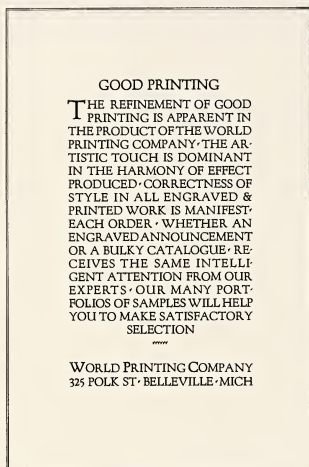 GOOD PRINTING
THE REFINEMENT OF GOOD
PRINTING IS APPARENT IN
THE PRODUCT OF THE WORLD
PRINTING COMPANY · THE AR-
TISTIC TOUCH IS DOMINANT
IN THE HARMONY OF EFFECT
PRODUCED · CORRECTNESS OF
STYLE IN ALL ENGRAVED &
PRINTED WORK IS MANIFEST ·
EACH ORDER · WHETHER AN
ENGRAVED ANNOUNCEMENT
OR A BULKY CATALOGUE · RE-
CEIVES THE SAME INTELLI-
GENT ATTENTION FROM OUR
EXPERTS · OUR MANY PORT-
FOLIOS OF SAMPLES WILL HELP
YOU TO MAKE SATISFACTORY
SELECTION
WORLD PRINTING COMPANY
325 POLK ST · BELLEVILLE · MICH